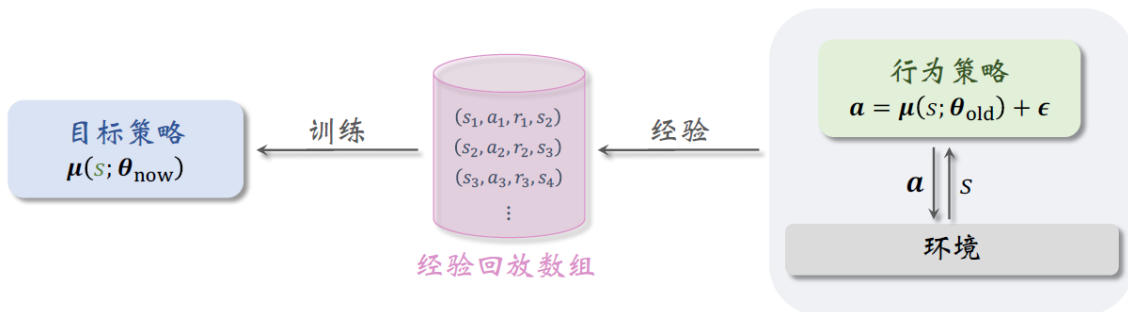 目标策略
μ(s; θnow)
训练
(s1, a1, r1, s2)
(s2, a2, r2, s3)
(s3, a3, r3, s4)
⋮
经验回放数组
经验
行为策略
a = μ(s; θold) + ϵ
a
s
环境